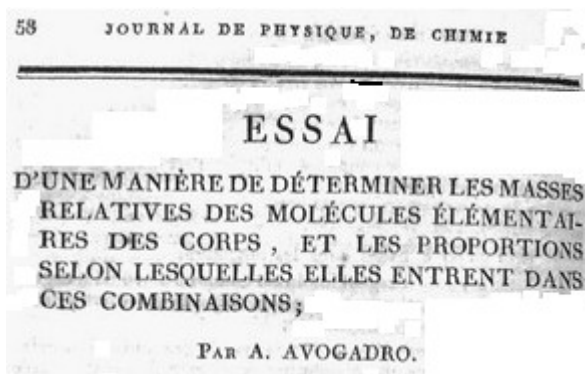 58 JOURNAL DE PHYSIQUE, DE CHIMIE
ESSAI
D'UNE MANIÈRE DE DÉTERMINER LES MASSES
RELATIVES DES MOLÉCULES ÉLÉMENTAI-
RES DES CORPS, ET LES PROPORTIONS
SELON LESQUELLES ELLES ENTRENT DANS
CES COMBINAISONS;
PAR A. AVOGADRO.